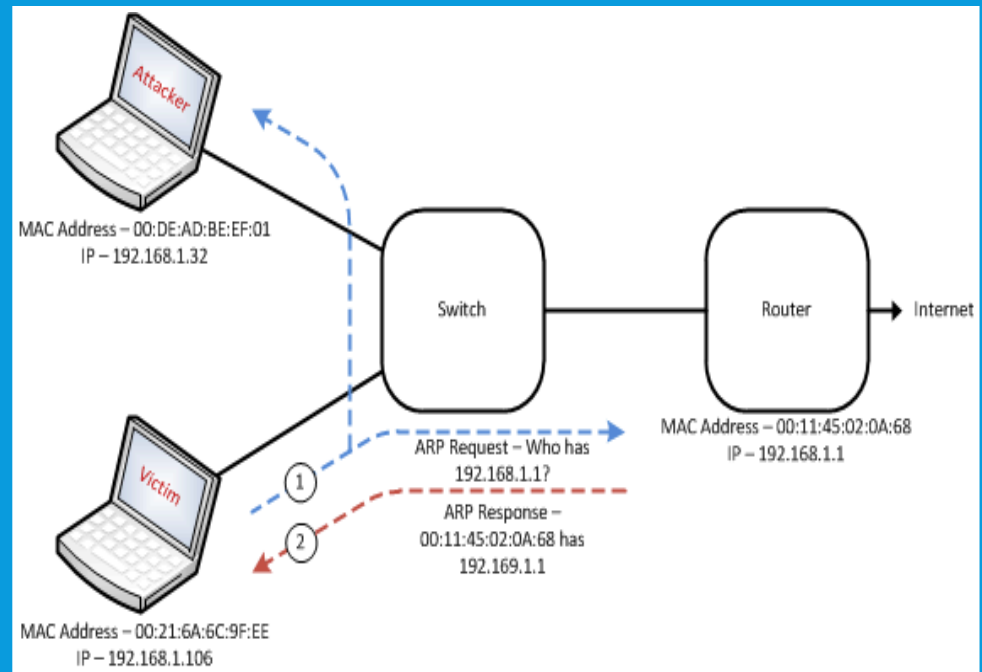 Attacker
MAC Address – 00:DE:AD:BE:EF:01
IP – 192.168.1.32
Switch
Router
Internet
MAC Address – 00:11:45:02:0A:68
IP – 192.168.1.1
ARP Request – Who has
192.168.1.1?
1
ARP Response –
00:11:45:02:0A:68 has
192.169.1.1
2
Victim
MAC Address – 00:21:6A:6C:9F:EE
IP – 192.168.1.106